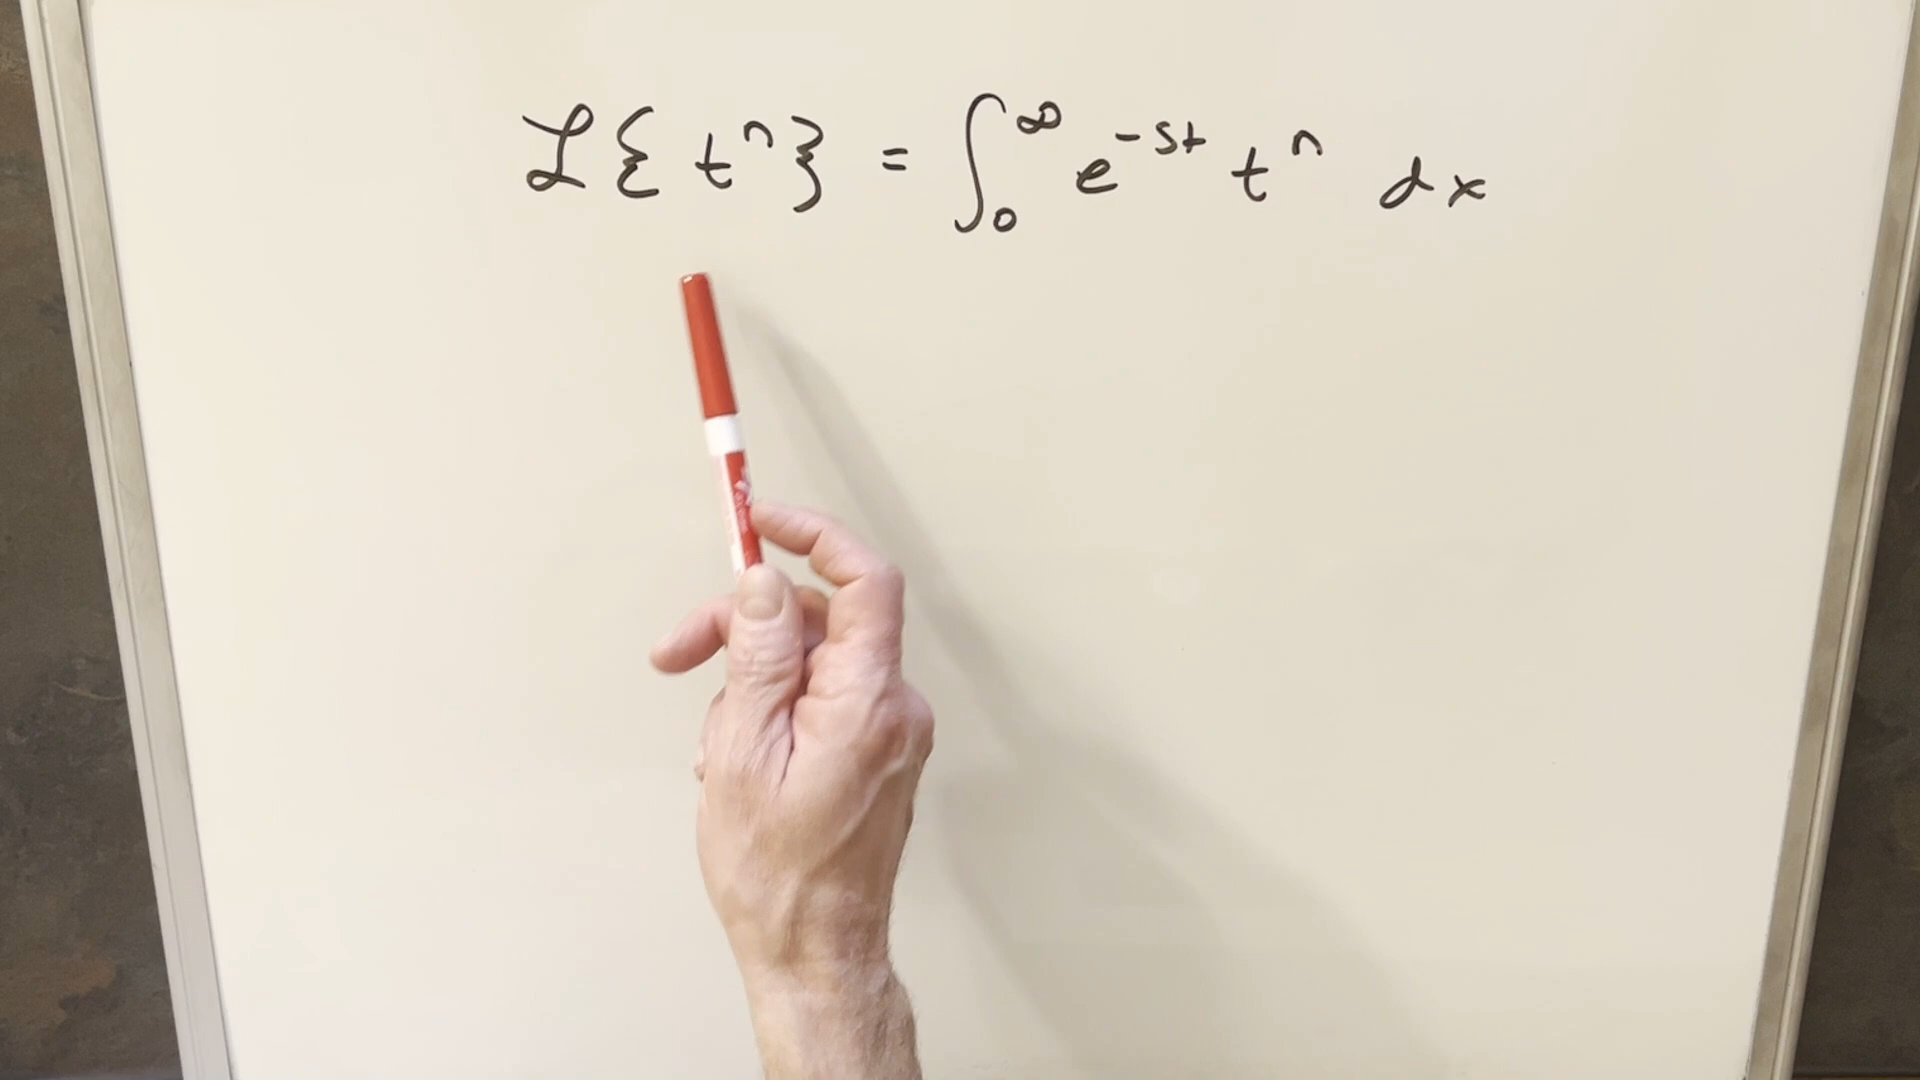 ℒ{ tⁿ} = ∫₀^∞ e^{-st} tⁿ dx